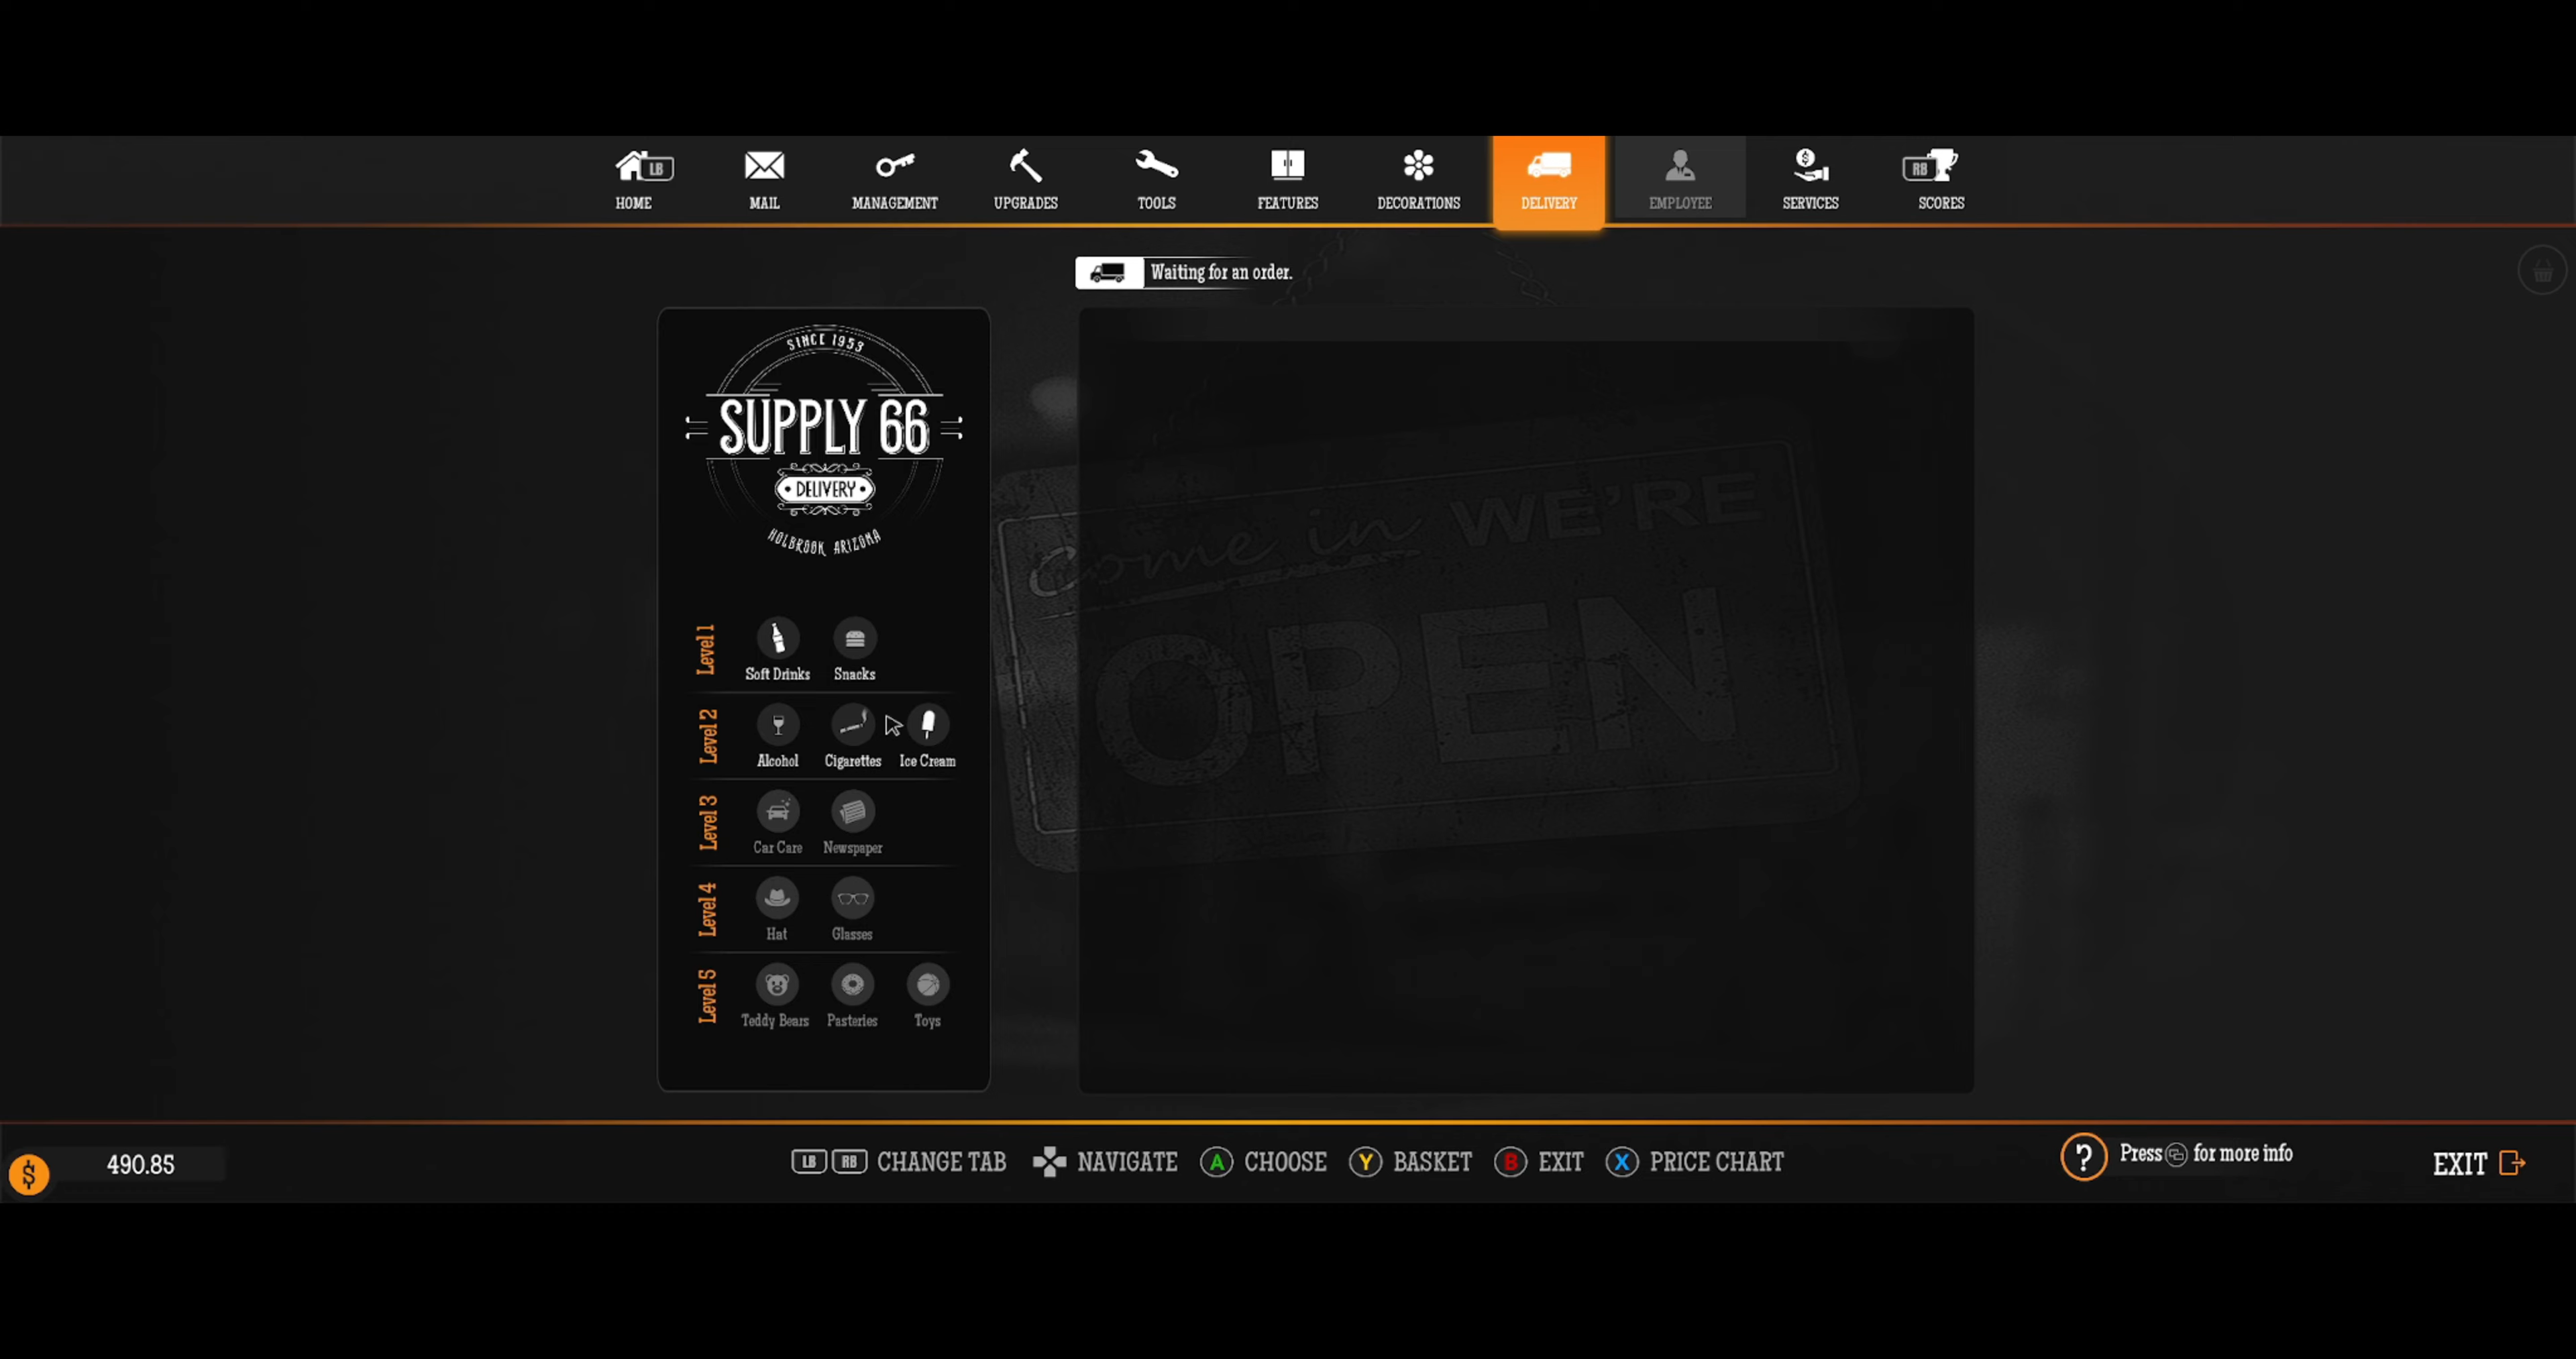 LB
RB
HOME MAIL MANAGEMENT UPGRADES TOOLS FEATURES DECORATIONS DELIVERY EMPLOYEE SERVICES SCORES
Waiting for an order.
SINCE 1953
SUPPLY 66
• DELIVERY •
HOLBROOK, ARIZONA
Come in WE'RE
OPEN
Level 1
Soft Drinks Snacks
Level 2
Alcohol Cigarettes Ice Cream
Level 3
Car Care Newspaper
Level 4
Hat Glasses
Level 5
Teddy Bears Pasteries Toys
$ 490.85
LB RB CHANGE TAB NAVIGATE A CHOOSE Y BASKET B EXIT X PRICE CHART
? Press for more info
EXIT